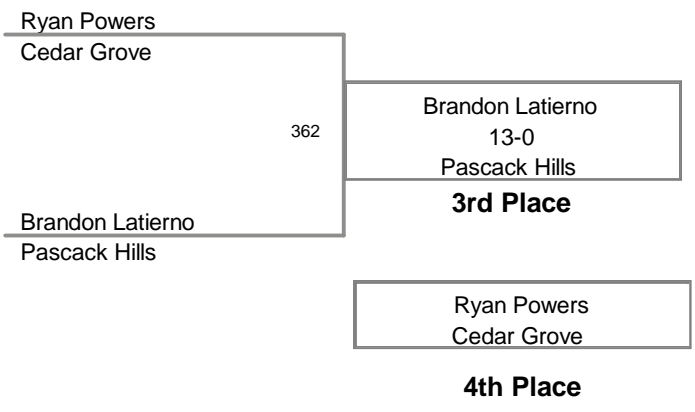 Ryan Powers
Cedar Grove
362
Brandon Latierno
13-0
Pascack Hills
3rd Place
Brandon Latierno
Pascack Hills
Ryan Powers
Cedar Grove
4th Place